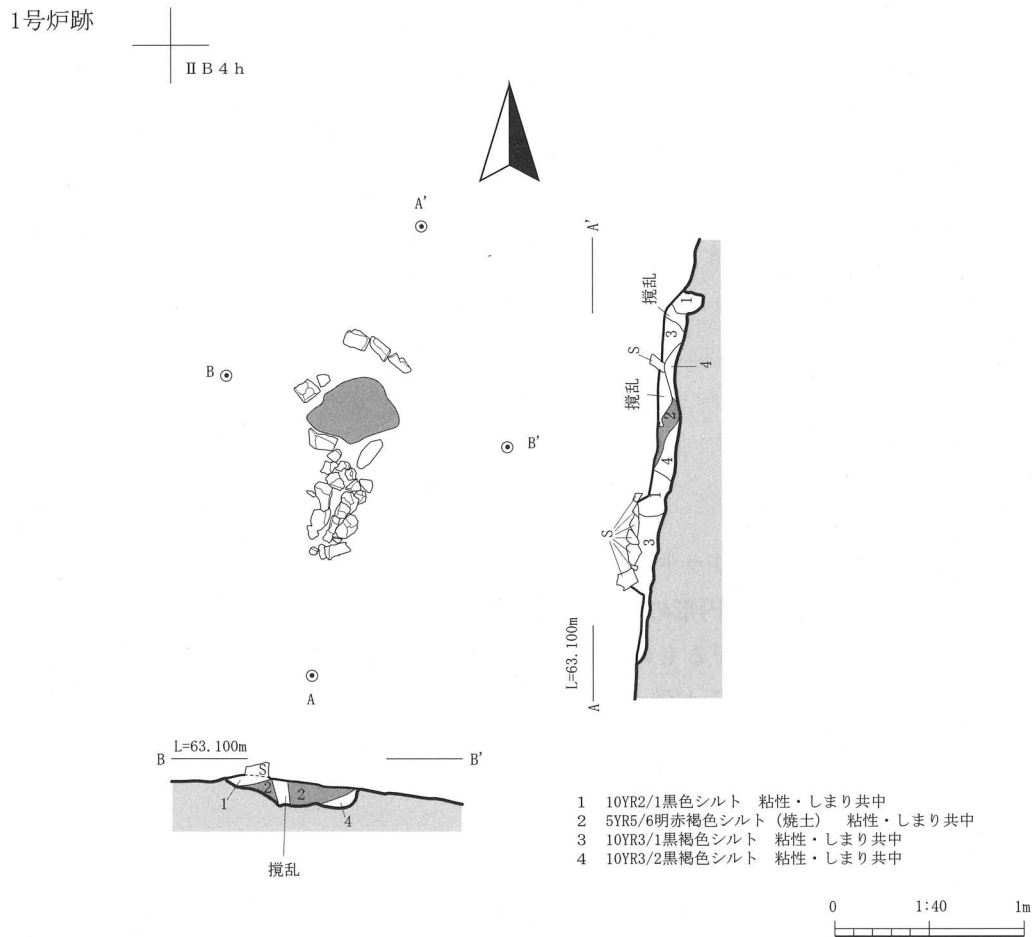 1号炉跡
ⅡB4h
A'
B
B'
A
A'
撹乱
1
3
S
4
撹乱
2
4
1
S
3
L=63.100m
A
B
L=63.100m
B'
S
2
2
1
4
撹乱
1 10YR2/1黒色シルト 粘性・しまり共中
2 5YR5/6明赤褐色シルト(焼土) 粘性・しまり共中
3 10YR3/1黒褐色シルト 粘性・しまり共中
4 10YR3/2黒褐色シルト 粘性・しまり共中
0 1:40 1m